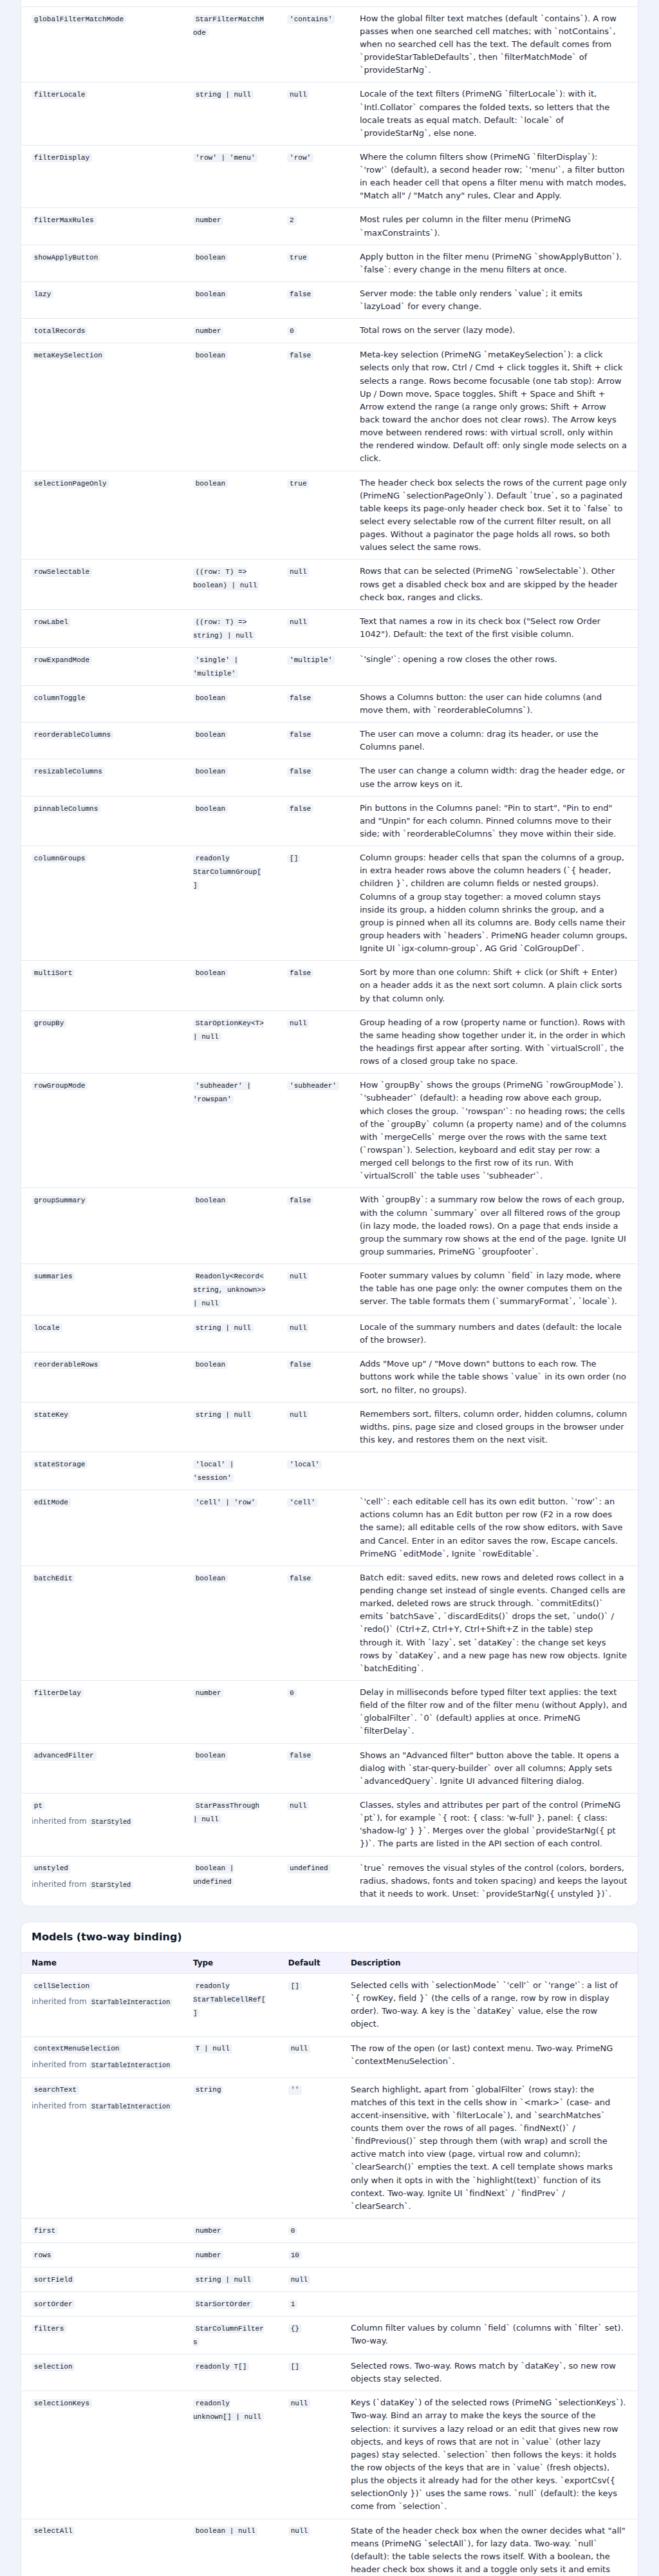 globalFilterMatchMode
StarFilterMatchM
ode
'contains'
How the global filter text matches (default `contains`). A row
passes when one searched cell matches; with `notContains`,
when no searched cell has the text. The default comes from
`provideStarTableDefaults`, then `filterMatchMode` of
`provideStarNg`.
filterLocale
string | null
null
Locale of the text filters (PrimeNG `filterLocale`): with it,
`Intl.Collator` compares the folded texts, so letters that the
locale treats as equal match. Default: `locale` of
`provideStarNg`, else none.
filterDisplay
'row' | 'menu'
'row'
Where the column filters show (PrimeNG `filterDisplay`):
`'row'` (default), a second header row; `'menu'`, a filter button
in each header cell that opens a filter menu with match modes,
"Match all" / "Match any" rules, Clear and Apply.
filterMaxRules
number
2
Most rules per column in the filter menu (PrimeNG
`maxConstraints`).
showApplyButton
boolean
true
Apply button in the filter menu (PrimeNG `showApplyButton`).
`false`: every change in the menu filters at once.
lazy
boolean
false
Server mode: the table only renders `value`; it emits
`lazyLoad` for every change.
totalRecords
number
0
Total rows on the server (lazy mode).
metaKeySelection
boolean
false
Meta-key selection (PrimeNG `metaKeySelection`): a click
selects only that row, Ctrl / Cmd + click toggles it, Shift + click
selects a range. Rows become focusable (one tab stop): Arrow
Up / Down move, Space toggles, Shift + Space and Shift +
Arrow extend the range (a range only grows; Shift + Arrow
back toward the anchor does not clear rows). The Arrow keys
move between rendered rows: with virtual scroll, only within
the rendered window. Default off: only single mode selects on a
click.
selectionPageOnly
boolean
true
The header check box selects the rows of the current page only
(PrimeNG `selectionPageOnly`). Default `true`, so a paginated
table keeps its page-only header check box. Set it to `false` to
select every selectable row of the current filter result, on all
pages. Without a paginator the page holds all rows, so both
values select the same rows.
rowSelectable
((row: T) =>
boolean) | null
null
Rows that can be selected (PrimeNG `rowSelectable`). Other
rows get a disabled check box and are skipped by the header
check box, ranges and clicks.
rowLabel
((row: T) =>
string) | null
null
Text that names a row in its check box ("Select row Order
1042"). Default: the text of the first visible column.
rowExpandMode
'single' |
'multiple'
'multiple'
`'single'`: opening a row closes the other rows.
columnToggle
boolean
false
Shows a Columns button: the user can hide columns (and
move them, with `reorderableColumns`).
reorderableColumns
boolean
false
The user can move a column: drag its header, or use the
Columns panel.
resizableColumns
boolean
false
The user can change a column width: drag the header edge, or
use the arrow keys on it.
pinnableColumns
boolean
false
Pin buttons in the Columns panel: "Pin to start", "Pin to end"
and "Unpin" for each column. Pinned columns move to their
side; with `reorderableColumns` they move within their side.
columnGroups
readonly
StarColumnGroup[
]
[]
Column groups: header cells that span the columns of a group,
in extra header rows above the column headers (`{ header,
children }`, children are column fields or nested groups).
Columns of a group stay together: a moved column stays
inside its group, a hidden column shrinks the group, and a
group is pinned when all its columns are. Body cells name their
group headers with `headers`. PrimeNG header column groups,
Ignite UI `igx-column-group`, AG Grid `ColGroupDef`.
multiSort
boolean
false
Sort by more than one column: Shift + click (or Shift + Enter)
on a header adds it as the next sort column. A plain click sorts
by that column only.
groupBy
StarOptionKey<T>
| null
null
Group heading of a row (property name or function). Rows with
the same heading show together under it, in the order in which
the headings first appear after sorting. With `virtualScroll`, the
rows of a closed group take no space.
rowGroupMode
'subheader' |
'rowspan'
'subheader'
How `groupBy` shows the groups (PrimeNG `rowGroupMode`).
`'subheader'` (default): a heading row above each group,
which closes the group. `'rowspan'`: no heading rows; the cells
of the `groupBy` column (a property name) and of the columns
with `mergeCells` merge over the rows with the same text
(`rowspan`). Selection, keyboard and edit stay per row: a
merged cell belongs to the first row of its run. With
`virtualScroll` the table uses `'subheader'`.
groupSummary
boolean
false
With `groupBy`: a summary row below the rows of each group,
with the column `summary` over all filtered rows of the group
(in lazy mode, the loaded rows). On a page that ends inside a
group the summary row shows at the end of the page. Ignite UI
group summaries, PrimeNG `groupfooter`.
summaries
Readonly<Record<
string, unknown>>
| null
null
Footer summary values by column `field` in lazy mode, where
the table has one page only: the owner computes them on the
server. The table formats them (`summaryFormat`, `locale`).
locale
string | null
null
Locale of the summary numbers and dates (default: the locale
of the browser).
reorderableRows
boolean
false
Adds "Move up" / "Move down" buttons to each row. The
buttons work while the table shows `value` in its own order (no
sort, no filter, no groups).
stateKey
string | null
null
Remembers sort, filters, column order, hidden columns, column
widths, pins, page size and closed groups in the browser under
this key, and restores them on the next visit.
stateStorage
'local' |
'session'
'local'
editMode
'cell' | 'row'
'cell'
`'cell'`: each editable cell has its own edit button. `'row'`: an
actions column has an Edit button per row (F2 in a row does
the same); all editable cells of the row show editors, with Save
and Cancel. Enter in an editor saves the row, Escape cancels.
PrimeNG `editMode`, Ignite `rowEditable`.
batchEdit
boolean
false
Batch edit: saved edits, new rows and deleted rows collect in a
pending change set instead of single events. Changed cells are
marked, deleted rows are struck through. `commitEdits()`
emits `batchSave`, `discardEdits()` drops the set, `undo()` /
`redo()` (Ctrl+Z, Ctrl+Y, Ctrl+Shift+Z in the table) step
through it. With `lazy`, set `dataKey`: the change set keys
rows by `dataKey`, and a new page has new row objects. Ignite
`batchEditing`.
filterDelay
number
0
Delay in milliseconds before typed filter text applies: the text
field of the filter row and of the filter menu (without Apply), and
`globalFilter`. `0` (default) applies at once. PrimeNG
`filterDelay`.
advancedFilter
boolean
false
Shows an "Advanced filter" button above the table. It opens a
dialog with `star-query-builder` over all columns; Apply sets
`advancedQuery`. Ignite UI advanced filtering dialog.
pt
inherited from StarStyled
StarPassThrough
| null
null
Classes, styles and attributes per part of the control (PrimeNG
`pt`), for example `{ root: { class: 'w-full' }, panel: { class:
'shadow-lg' } }`. Merges over the global `provideStarNg({ pt
})`. The parts are listed in the API section of each control.
unstyled
inherited from StarStyled
boolean |
undefined
undefined
`true` removes the visual styles of the control (colors, borders,
radius, shadows, fonts and token spacing) and keeps the layout
that it needs to work. Unset: `provideStarNg({ unstyled })`.
Models (two-way binding)
Name
Type
Default
Description
cellSelection
inherited from StarTableInteraction
readonly
StarTableCellRef[
]
[]
Selected cells with `selectionMode` `'cell'` or `'range'`: a list of
`{ rowKey, field }` (the cells of a range, row by row in display
order). Two-way. A key is the `dataKey` value, else the row
object.
contextMenuSelection
inherited from StarTableInteraction
T | null
null
The row of the open (or last) context menu. Two-way. PrimeNG
`contextMenuSelection`.
searchText
inherited from StarTableInteraction
string
''
Search highlight, apart from `globalFilter` (rows stay): the
matches of this text in the cells show in `<mark>` (case- and
accent-insensitive, with `filterLocale`), and `searchMatches`
counts them over the rows of all pages. `findNext()` /
`findPrevious()` step through them (with wrap) and scroll the
active match into view (page, virtual row and column);
`clearSearch()` empties the text. A cell template shows marks
only when it opts in with the `highlight(text)` function of its
context. Two-way. Ignite UI `findNext` / `findPrev` /
`clearSearch`.
first
number
0
rows
number
10
sortField
string | null
null
sortOrder
StarSortOrder
1
filters
StarColumnFilter
s
{}
Column filter values by column `field` (columns with `filter` set).
Two-way.
selection
readonly T[]
[]
Selected rows. Two-way. Rows match by `dataKey`, so new row
objects stay selected.
selectionKeys
readonly
unknown[] | null
null
Keys (`dataKey`) of the selected rows (PrimeNG `selectionKeys`).
Two-way. Bind an array to make the keys the source of the
selection: it survives a lazy reload or an edit that gives new row
objects, and keys of rows that are not in `value` (other lazy
pages) stay selected. `selection` then follows the keys: it holds
the row objects of the keys that are in `value` (fresh objects),
plus the objects it already had for the other keys. `exportCsv({
selectionOnly })` uses the same rows. `null` (default): the keys
come from `selection`.
selectAll
boolean | null
null
State of the header check box when the owner decides what "all"
means (PrimeNG `selectAll`), for lazy data. Two-way. `null`
(default): the table selects the rows itself. With a boolean, the
header check box shows it and a toggle only sets it and emits